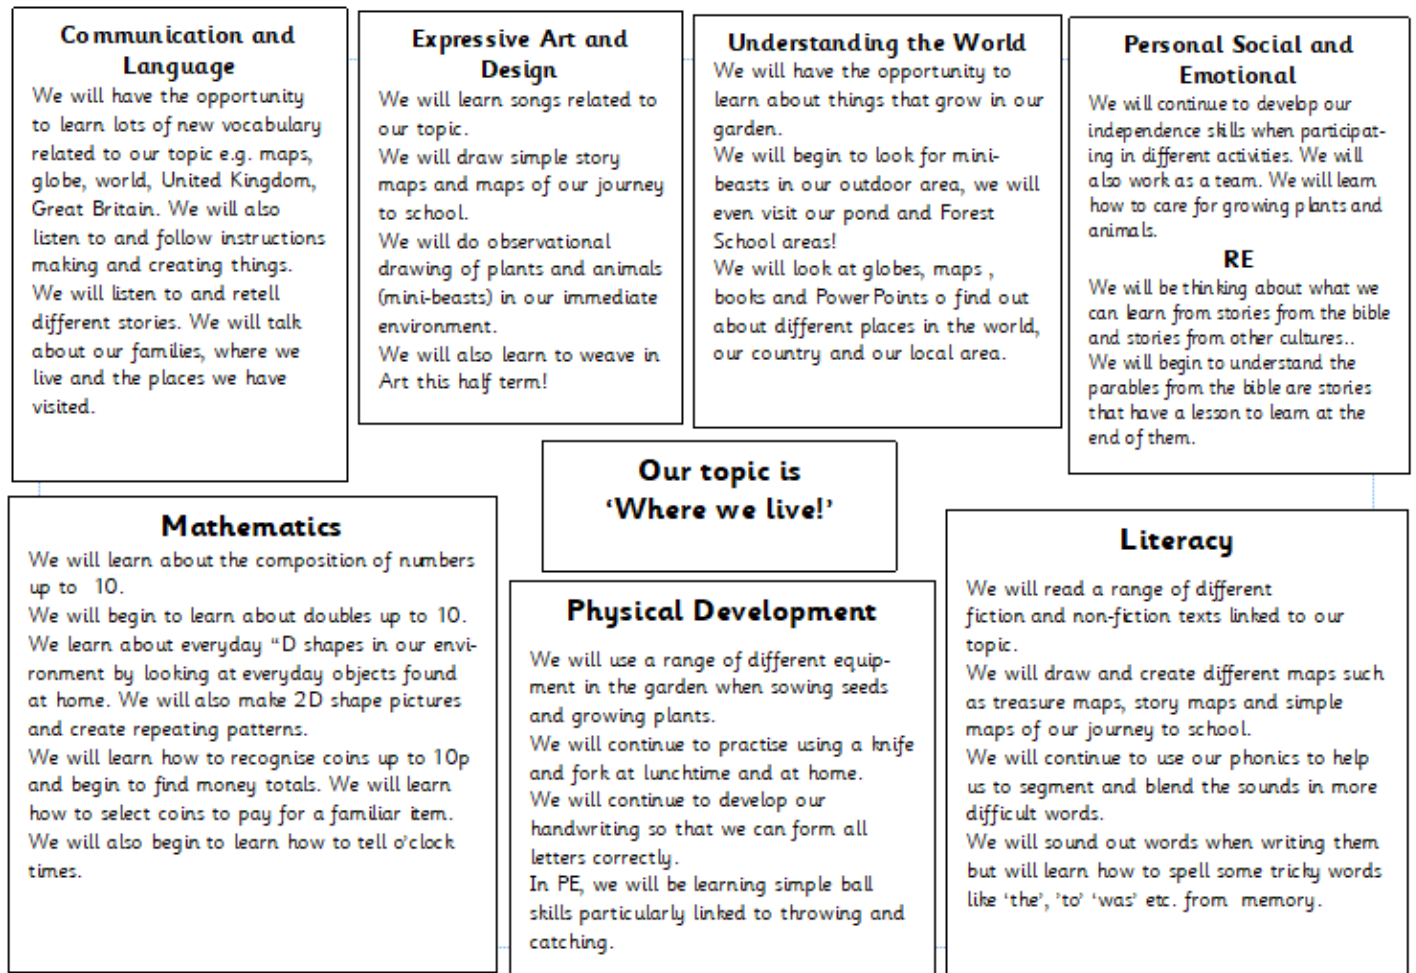 Communication and
Language
We will have the opportunity
to learn lots of new vocabulary
related to our topic e.g. maps,
globe, world, United Kingdom,
Great Britain. We will also
listen to and follow instructions
making and creating things.
We will listen to and retell
different stories. We will talk
about our families, where we
live and the places we have
visited.
Expressive Art and
Design
We will learn songs related to
our topic.
We will draw simple story
maps and maps of our journey
to school.
We will do observational
drawing of plants and animals
(mini-beasts) in our immediate
environment.
We will also learn to weave in
Art this half term!
Understanding the World
We will have the opportunity to
learn about things that grow in our
garden.
We will begin to look for mini-
beasts in our outdoor area, we will
even visit our pond and Forest
School areas!
We will look at globes, maps ,
books and PowerPoints o find out
about different places in the world,
our country and our local area.
Personal Social and
Emotional
We will continue to develop our
independence skills when participat-
ing in different activities. We will
also work as a team. We will learn
how to care for growing plants and
animals.
RE
We will be thinking about what we
can learn from stories from the bible
and stories from other cultures..
We will begin to understand the
parables from the bible are stories
that have a lesson to learn at the
end of them.
Our topic is
‘Where we live!’
Mathematics
We will learn about the composition of numbers
up to 10.
We will begin to learn about doubles up to 10.
We learn about everyday “D shapes in our envi-
ronment by looking at everyday objects found
at home. We will also make 2D shape pictures
and create repeating patterns.
We will learn how to recognise coins up to 10p
and begin to find money totals. We will learn
how to select coins to pay for a familiar item.
We will also begin to learn how to tell o’clock
times.
Physical Development
We will use a range of different equip-
ment in the garden when sowing seeds
and growing plants.
We will continue to practise using a knife
and fork at lunchtime and at home.
We will continue to develop our
handwriting so that we can form all
letters correctly.
In PE, we will be learning simple ball
skills particularly linked to throwing and
catching.
Literacy
We will read a range of different
fiction and non-fiction texts linked to our
topic.
We will draw and create different maps such
as treasure maps, story maps and simple
maps of our journey to school.
We will continue to use our phonics to help
us to segment and blend the sounds in more
difficult words.
We will sound out words when writing them
but will learn how to spell some tricky words
like ‘the’, ’to’ ‘was’ etc. from memory.